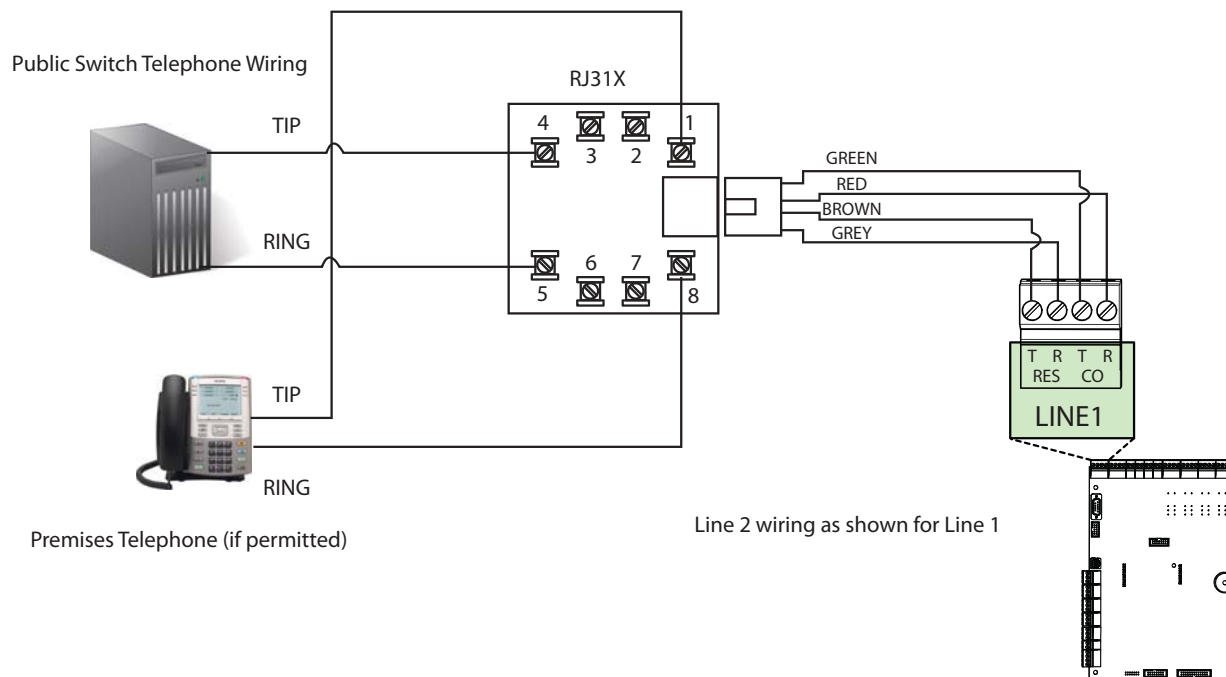 Public Switch Telephone Wiring
RJ31X
TIP
4
3
2
1
GREEN
RED
BROWN
GREY
RING
5
6
7
8
T R T R
RES CO
LINE1
TIP
RING
Premises Telephone (if permitted)
Line 2 wiring as shown for Line 1